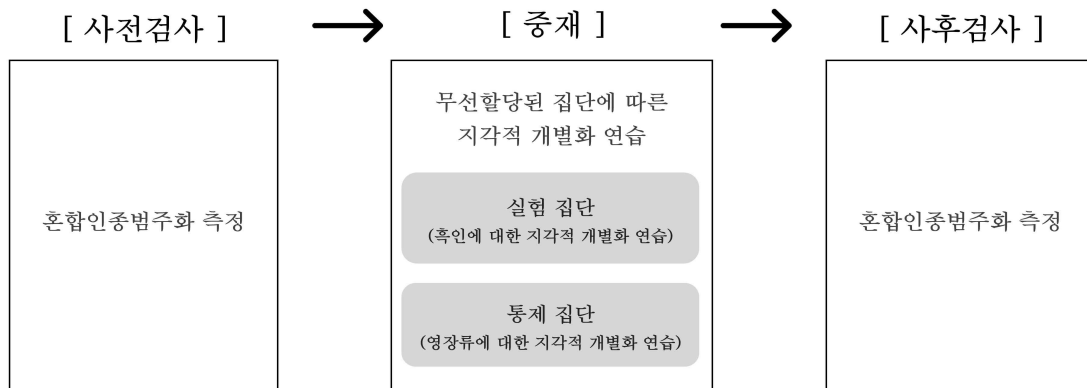 [ 사전검사 ]
[ 중재 ]
[ 사후검사 ]
혼합인종범주화 측정
무선할당된 집단에 따른
지각적 개별화 연습
실험 집단
(흑인에 대한 지각적 개별화 연습)
통제 집단
(영장류에 대한 지각적 개별화 연습)
혼합인종범주화 측정